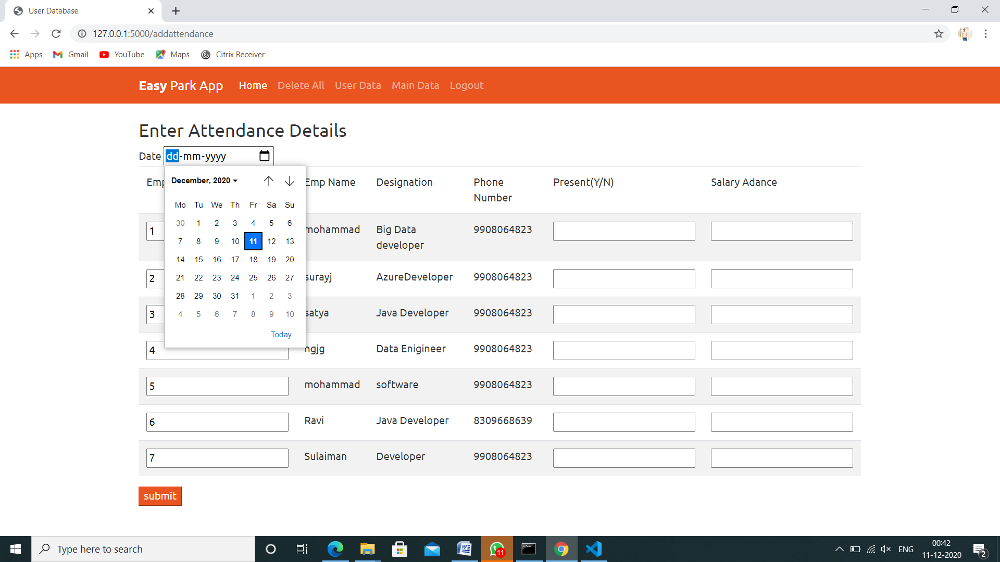 User Database
127.0.0.1:5000/addattendance
Apps Gmail YouTube Maps Citrix Receiver
Easy Park App Home Delete All User Data Main Data Logout
Enter Attendance Details
Date dd-mm-yyyy
December, 2020
Mo Tu We Th Fr Sa Su
30 1 2 3 4 5 6
7 8 9 10 11 12 13
14 15 16 17 18 19 20
21 22 23 24 25 26 27
28 29 30 31 1 2 3
4 5 6 7 8 9 10
Today
Emp Name Designation Phone Number Present(Y/N) Salary Adance
1 mohammad Big Data developer 9908064823
2 surayj AzureDeveloper 9908064823
3 satya Java Developer 9908064823
4 ngjg Data Enigineer 9908064823
5 mohammad software 9908064823
6 Ravi Java Developer 8309668639
7 Sulaiman Developer 9908064823
submit
Type here to search
11
ENG
00:42
11-12-2020
2